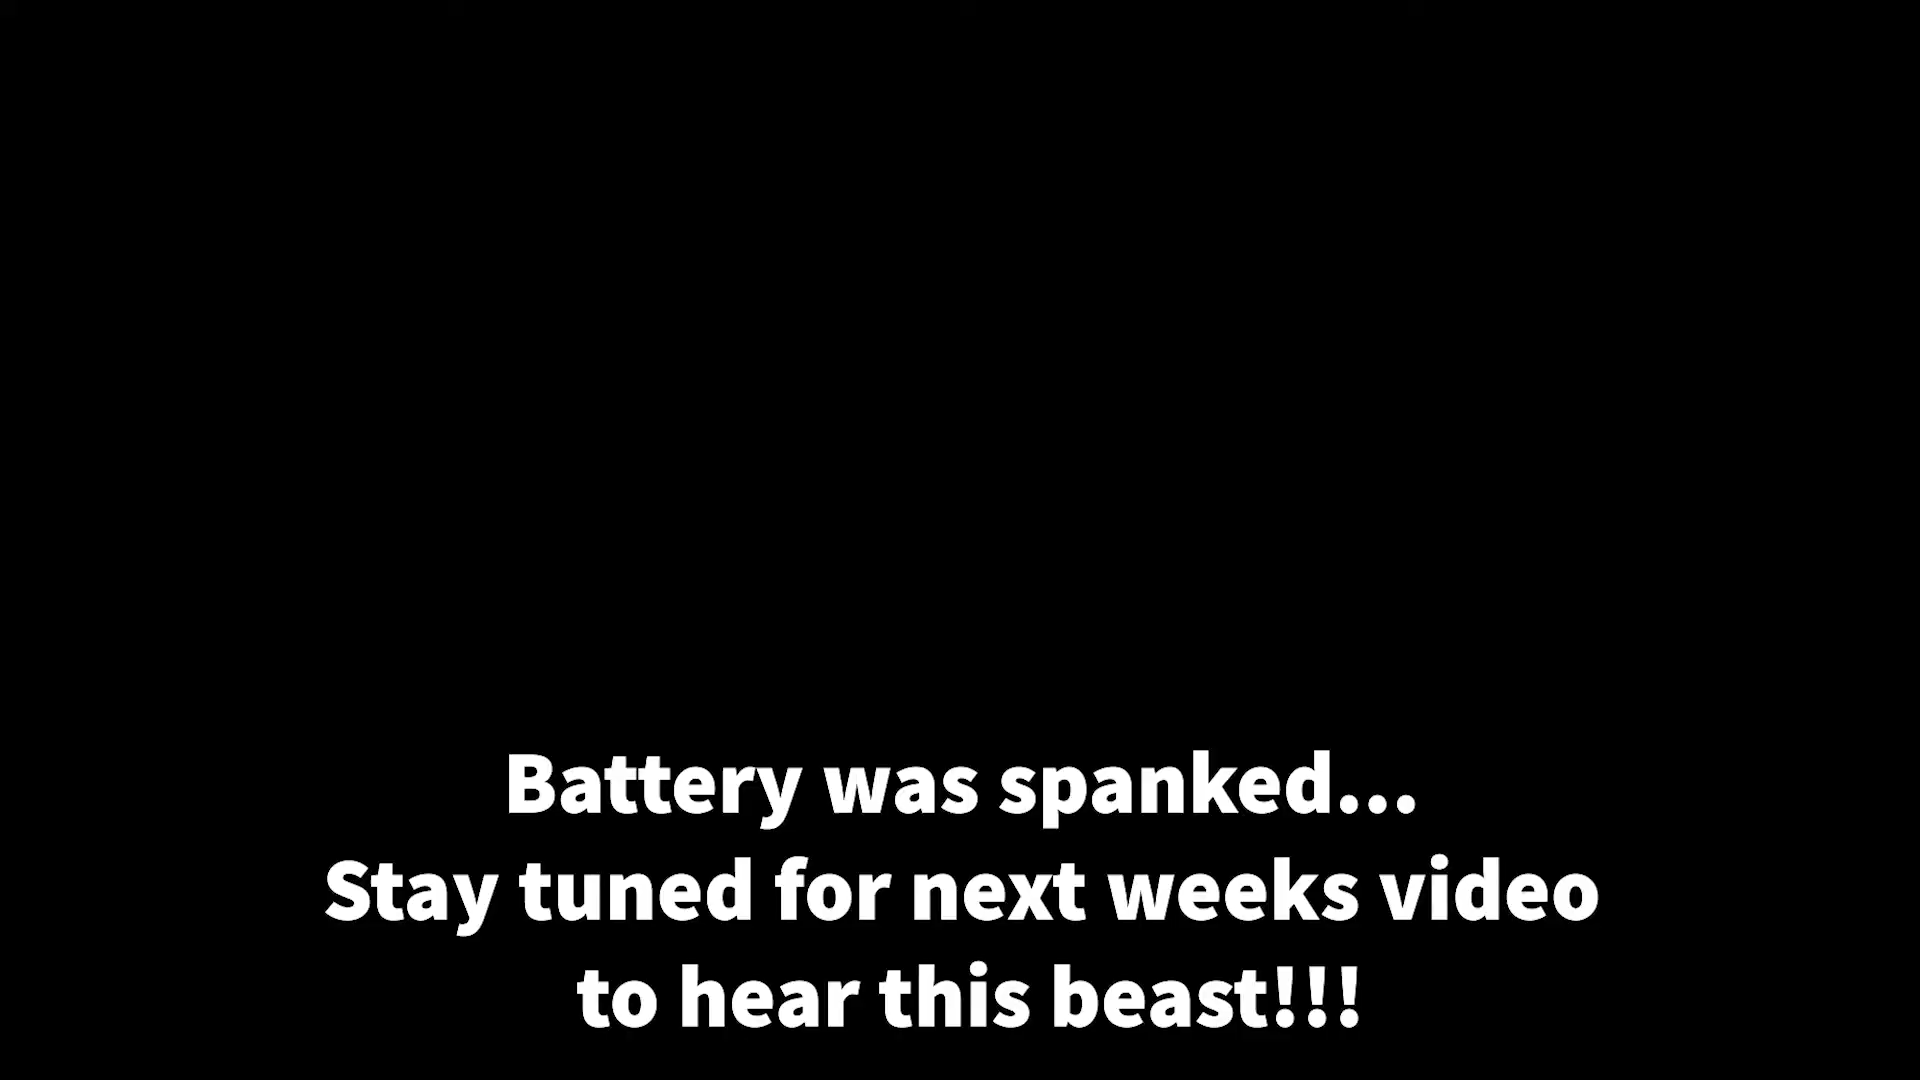 Battery was spanked...
Stay tuned for next weeks video
to hear this beast!!!